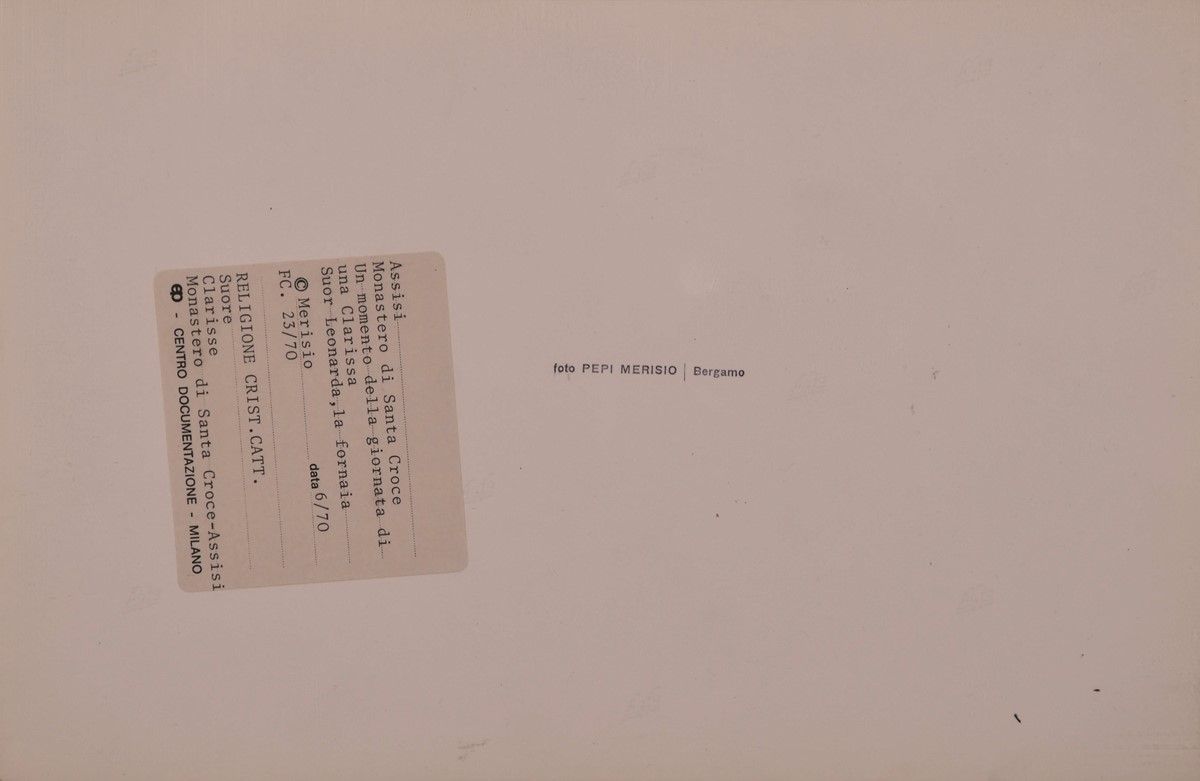 Assisi
Monastero di Santa Croce
Un momento della giornata di
una Clarissa
Suor Leonarda,la fornaia
© Merisio
data 6/70
FC. 23/70
RELIGIONE CRIST.CATT.
Suore
Clarisse
Monastero di Santa Croce-Assisi
ep - CENTRO DOCUMENTAZIONE - MILANO
foto PEPI MERISIO | Bergamo